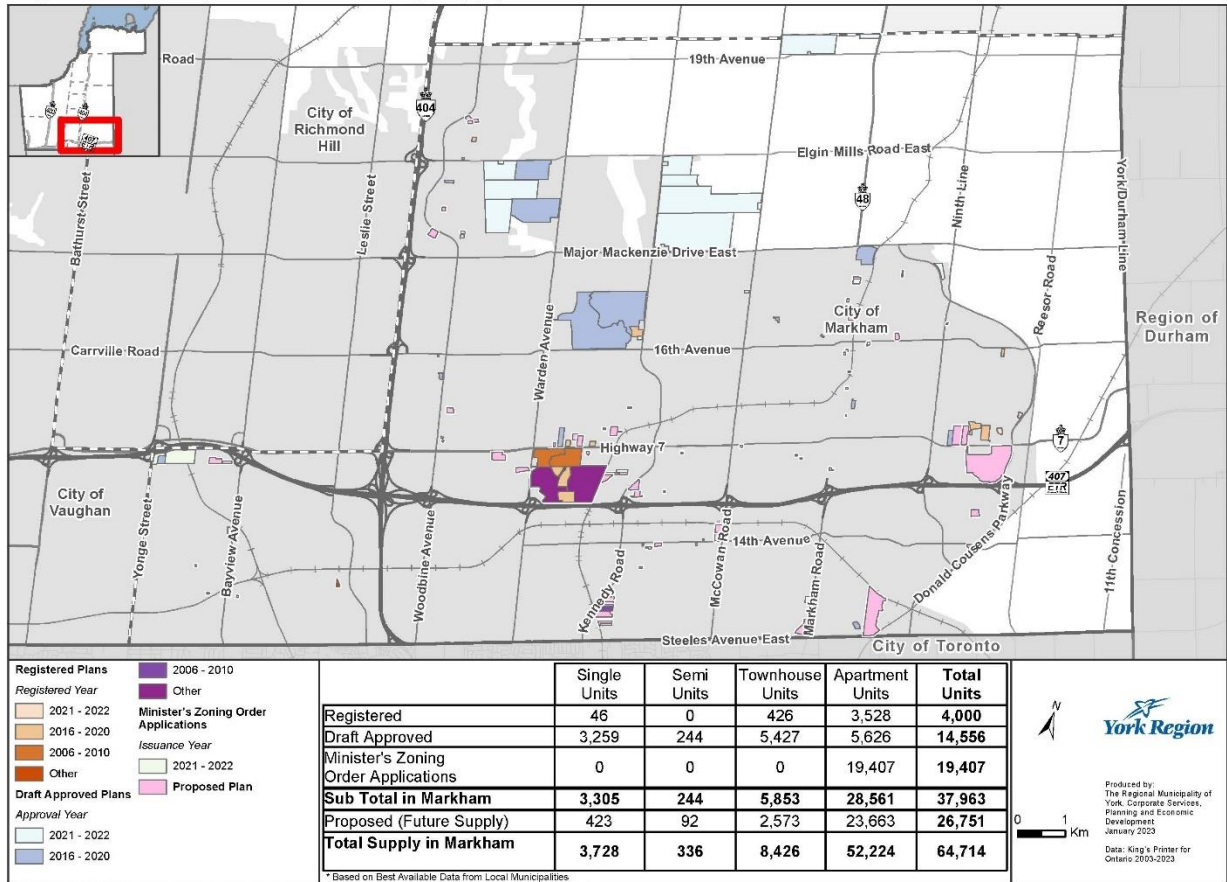 Road
19th Avenue
City of
Richmond
Hill
404
Elgin Mills Road East
Bathurst Street
Leslie Street
48
Ninth Line
York/Durham Line
Major Mackenzie Drive East
Warden Avenue
City of
Markham
Reesor Road
Region of
Durham
Carrville Road
16th Avenue
Highway 7
7
407
ETR
City of
Vaughan
Yonge Street
Bayview Avenue
Woodbine Avenue
Kennedy Road
McCowan Road
14th Avenue
Markham Road
Donald Cousens Parkway
11th Concession
Steeles Avenue East
City of Toronto
Registered Plans
Registered Year
2021 - 2022
2016 - 2020
2006 - 2010
Other
Draft Approved Plans
Approval Year
2021 - 2022
2016 - 2020
2006 - 2010
Other
Minister's Zoning Order
Applications
Issuance Year
2021 - 2022
Proposed Plan
Single Units Semi Units Townhouse Units Apartment Units Total Units
Registered 46 0 426 3,528 4,000
Draft Approved 3,259 244 5,427 5,626 14,556
Minister's Zoning Order Applications 0 0 0 19,407 19,407
Sub Total in Markham 3,305 244 5,853 28,561 37,963
Proposed (Future Supply) 423 92 2,573 23,663 26,751
Total Supply in Markham 3,728 336 8,426 52,224 64,714
* Based on Best Available Data from Local Municipalities
N
York Region
0 1
Km
Produced by:
The Regional Municipality of
York, Corporate Services,
Planning and Economic
Development
January 2023
Data: King's Printer for
Ontario 2003-2023